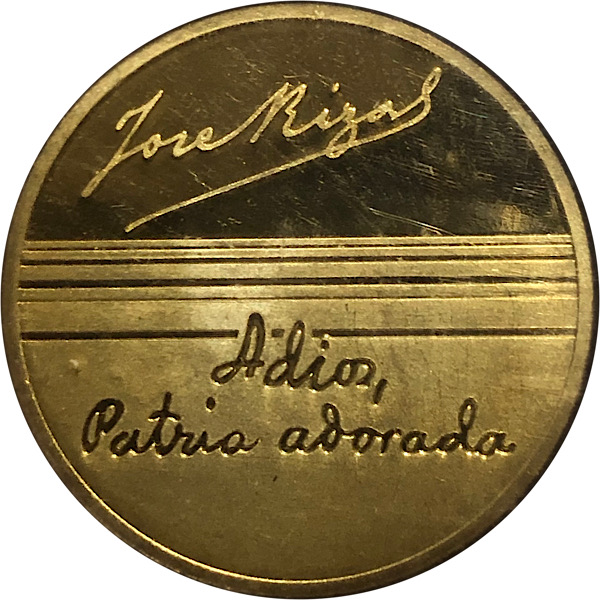 Jose Rizal
Adios,
Patria adorada